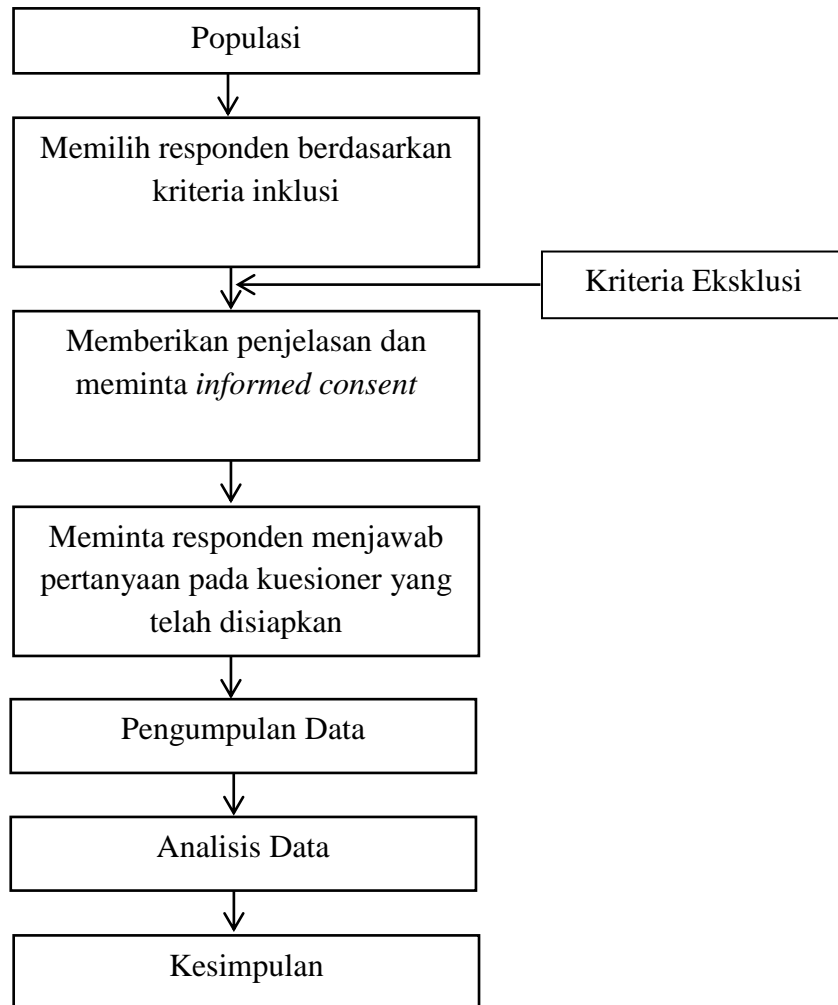 Populasi
Memilih responden berdasarkan
kriteria inklusi
Kriteria Eksklusi
Memberikan penjelasan dan
meminta informed consent
Meminta responden menjawab
pertanyaan pada kuesioner yang
telah disiapkan
Pengumpulan Data
Analisis Data
Kesimpulan